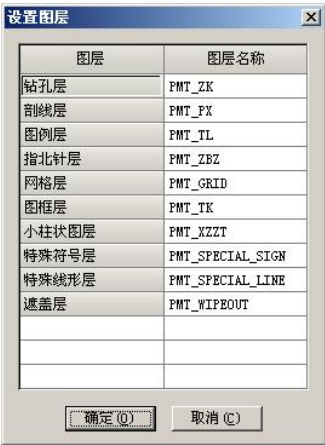 设置图层
图层 图层名称
钻孔层 PMT_ZK
剖线层 PMT_PX
图例层 PMT_TL
指北针层 PMT_ZBZ
网格层 PMT_GRID
图框层 PMT_TK
小柱状图层 PMT_XZZT
特殊符号层 PMT_SPECIAL_SIGN
特殊线形层 PMT_SPECIAL_LINE
遮盖层 PMT_WIPEOUT
确定(O) 取消(C)